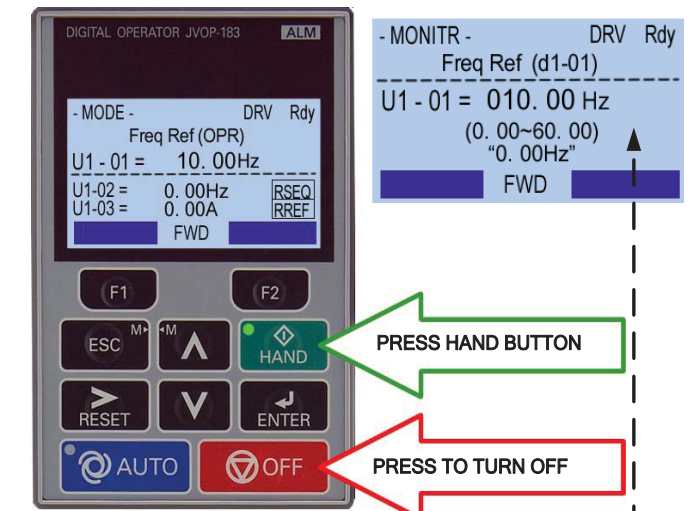 DIGITAL OPERATOR JVOP-183 ALM
- MODE - DRV Rdy
Freq Ref (OPR)
U1 - 01 = 10. 00Hz
U1-02 = 0. 00Hz RSEQ
U1-03 = 0. 00A RREF
FWD
F1 F2
ESC M M HAND
RESET ENTER
AUTO OFF
- MONITR - DRV Rdy
Freq Ref (d1-01)
U1 - 01 = 010. 00 Hz
(0. 00~60. 00)
“0. 00Hz”
FWD
PRESS HAND BUTTON
PRESS TO TURN OFF